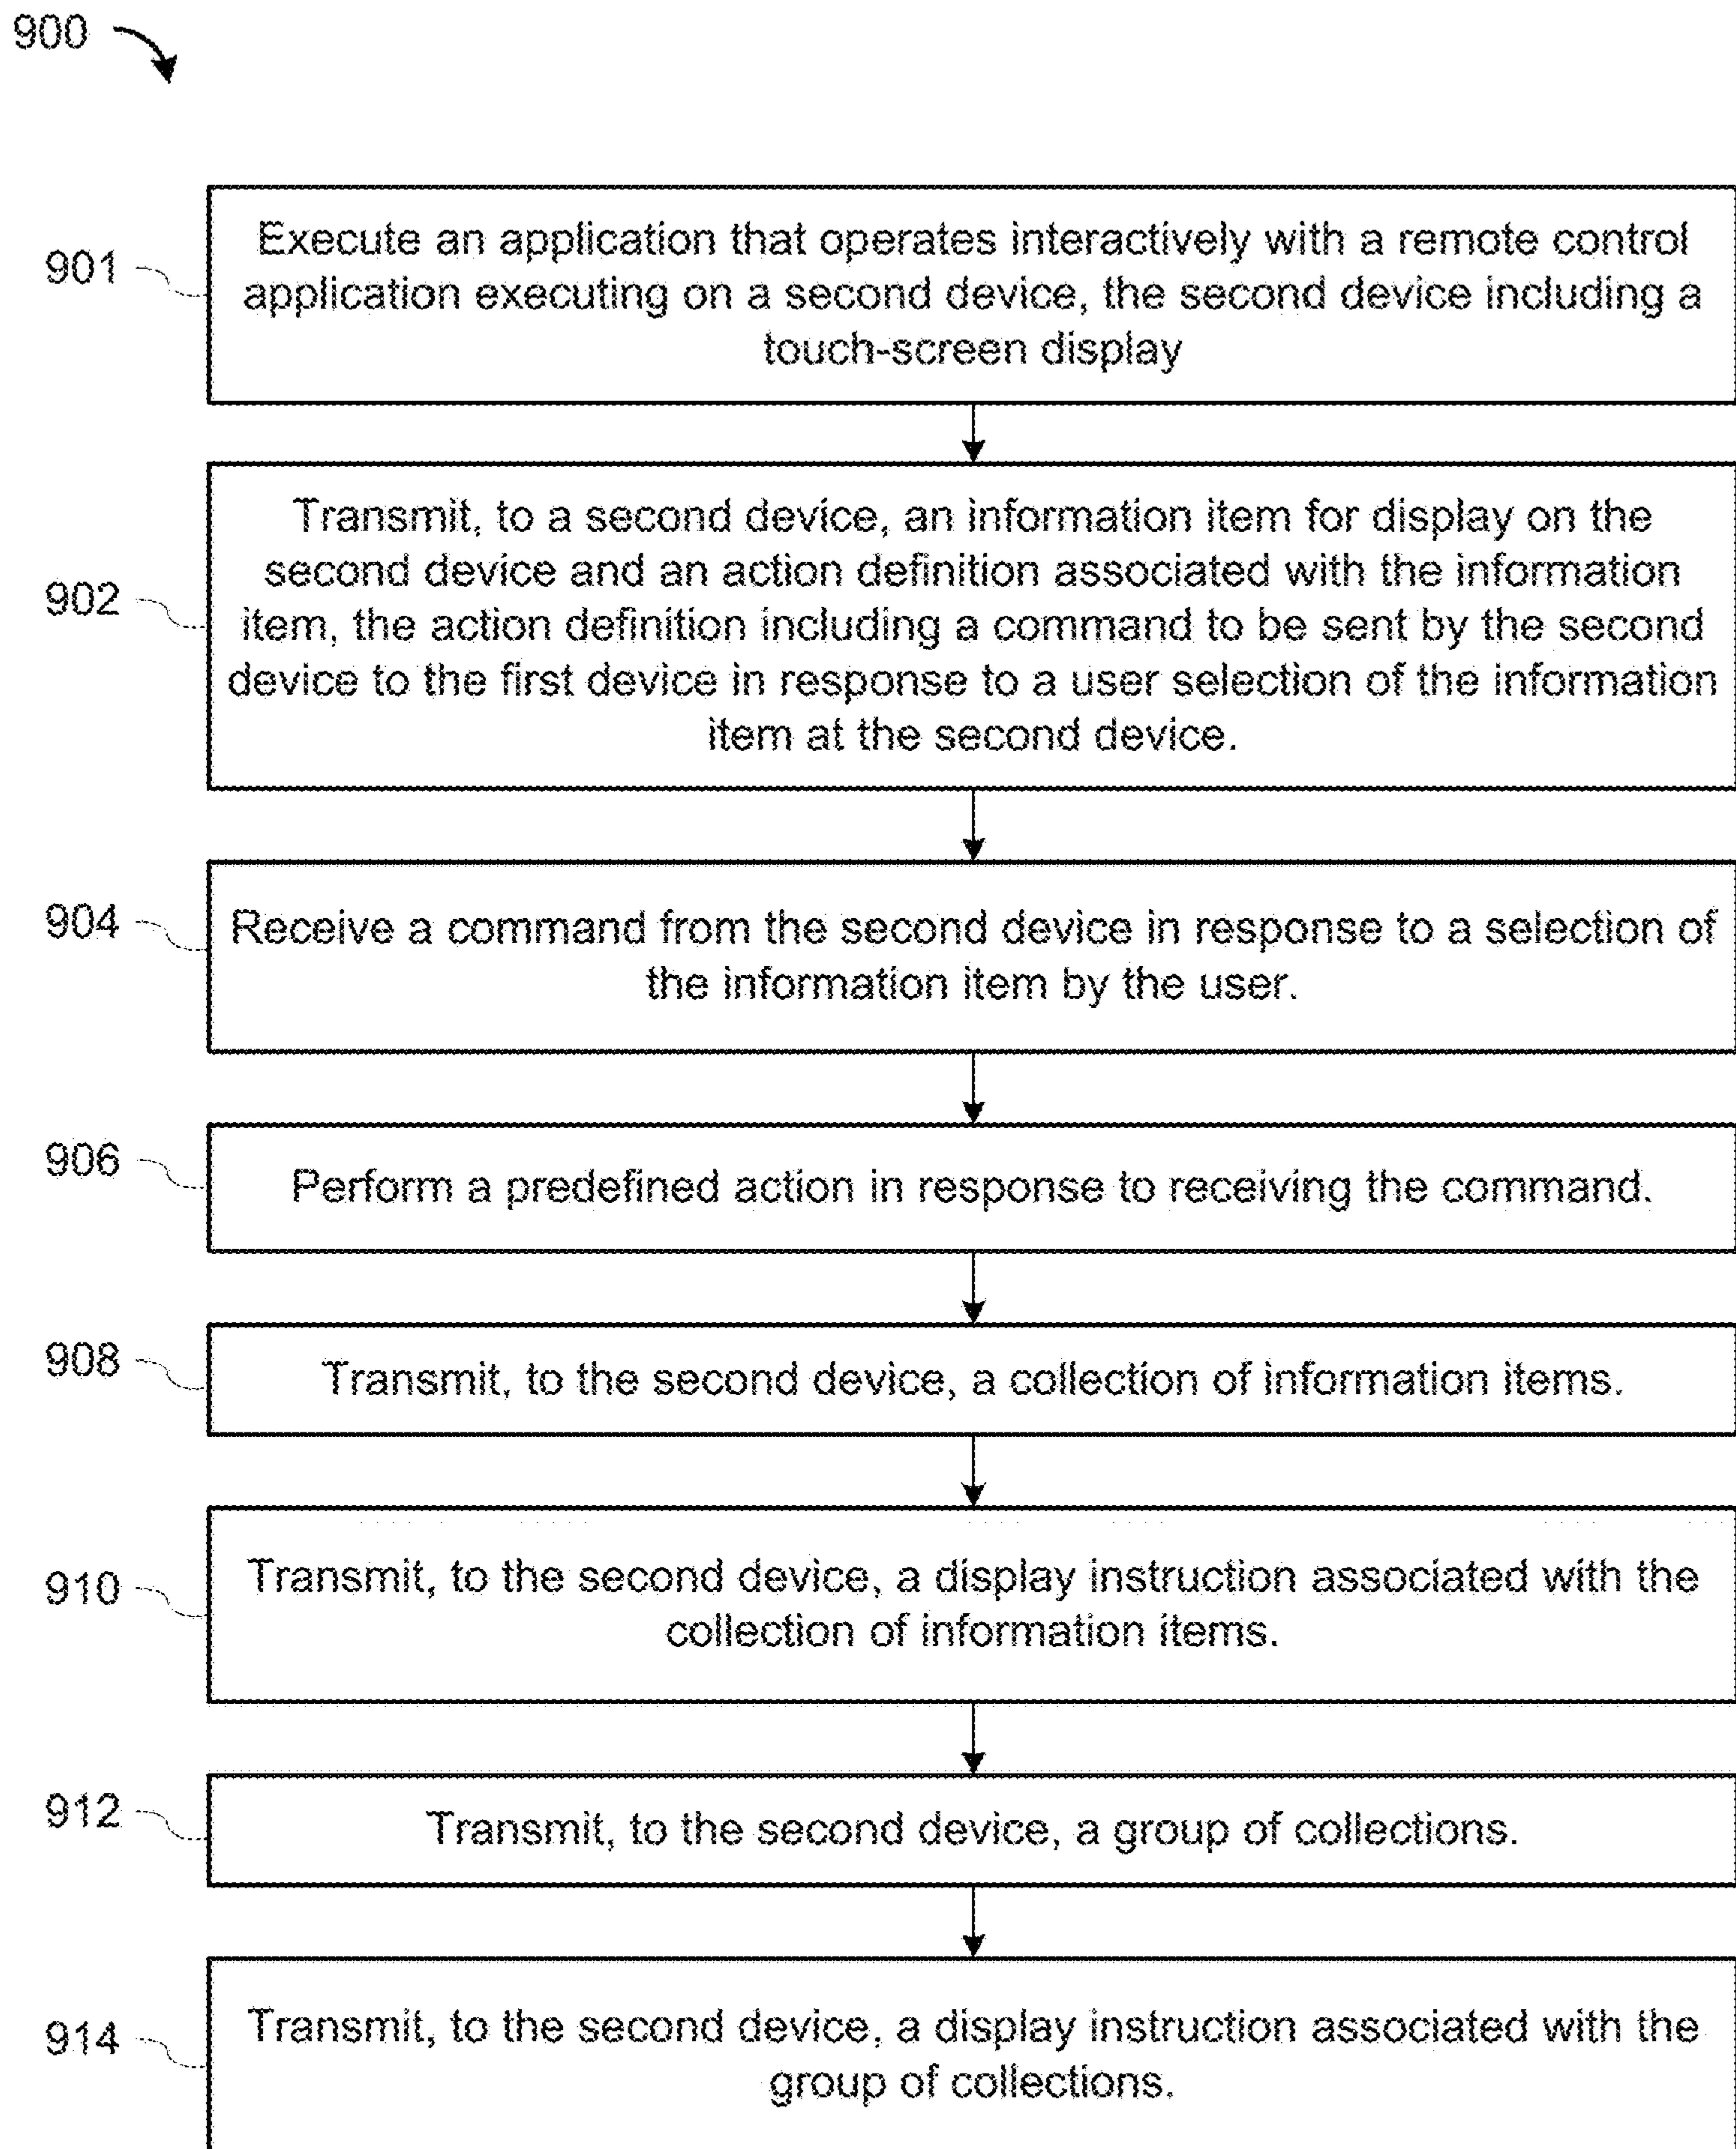 900
901
Execute an application that operates interactively with a remote control
application executing on a second device, the second device including a
touch-screen display
902
Transmit, to a second device, an information item for display on the
second device and an action definition associated with the information
item, the action definition including a command to be sent by the second
device to the first device in response to a user selection of the information
item at the second device.
904
Receive a command from the second device in response to a selection of
the information item by the user.
906
Perform a predefined action in response to receiving the command.
908
Transmit, to the second device, a collection of information items.
910
Transmit, to the second device, a display instruction associated with the
collection of information items.
912
Transmit, to the second device, a group of collections.
914
Transmit, to the second device, a display instruction associated with the
group of collections.